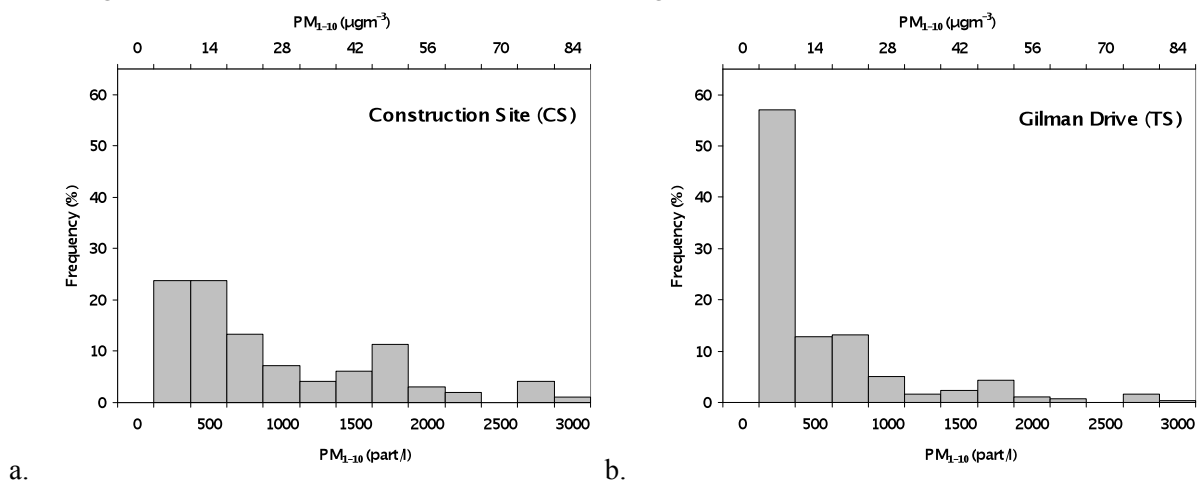 PM₁₋₁₀ (μgm⁻³)
0 14 28 42 56 70 84
Construction Site (CS)
Frequency (%)
60
50
40
30
20
10
0
0 500 1000 1500 2000 2500 3000
PM₁₋₁₀ (part/l)
a.
PM₁₋₁₀ (μgm⁻³)
0 14 28 42 56 70 84
Gilman Drive (TS)
Frequency (%)
60
50
40
30
20
10
0
0 500 1000 1500 2000 2500 3000
PM₁₋₁₀ (part/l)
b.